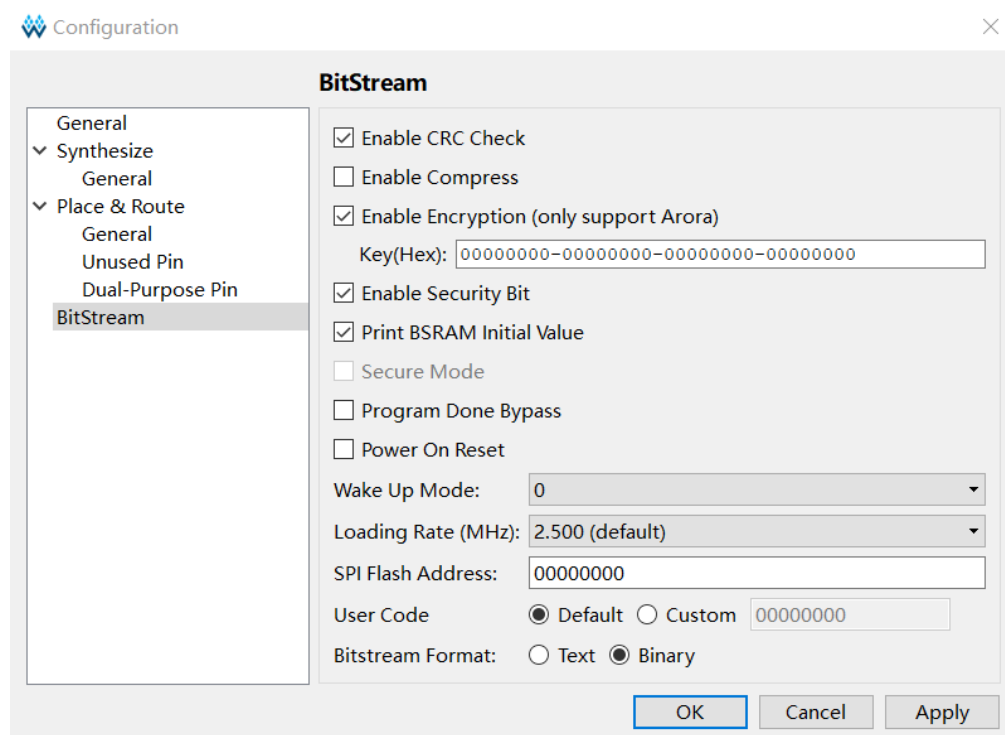 Configuration
BitStream
General
Synthesize
General
Place & Route
General
Unused Pin
Dual-Purpose Pin
BitStream
Enable CRC Check
Enable Compress
Enable Encryption (only support Arora)
Key(Hex): 00000000-00000000-00000000-00000000
Enable Security Bit
Print BSRAM Initial Value
Secure Mode
Program Done Bypass
Power On Reset
Wake Up Mode: 0
Loading Rate (MHz): 2.500 (default)
SPI Flash Address: 00000000
User Code Default Custom 00000000
Bitstream Format: Text Binary
OK Cancel Apply